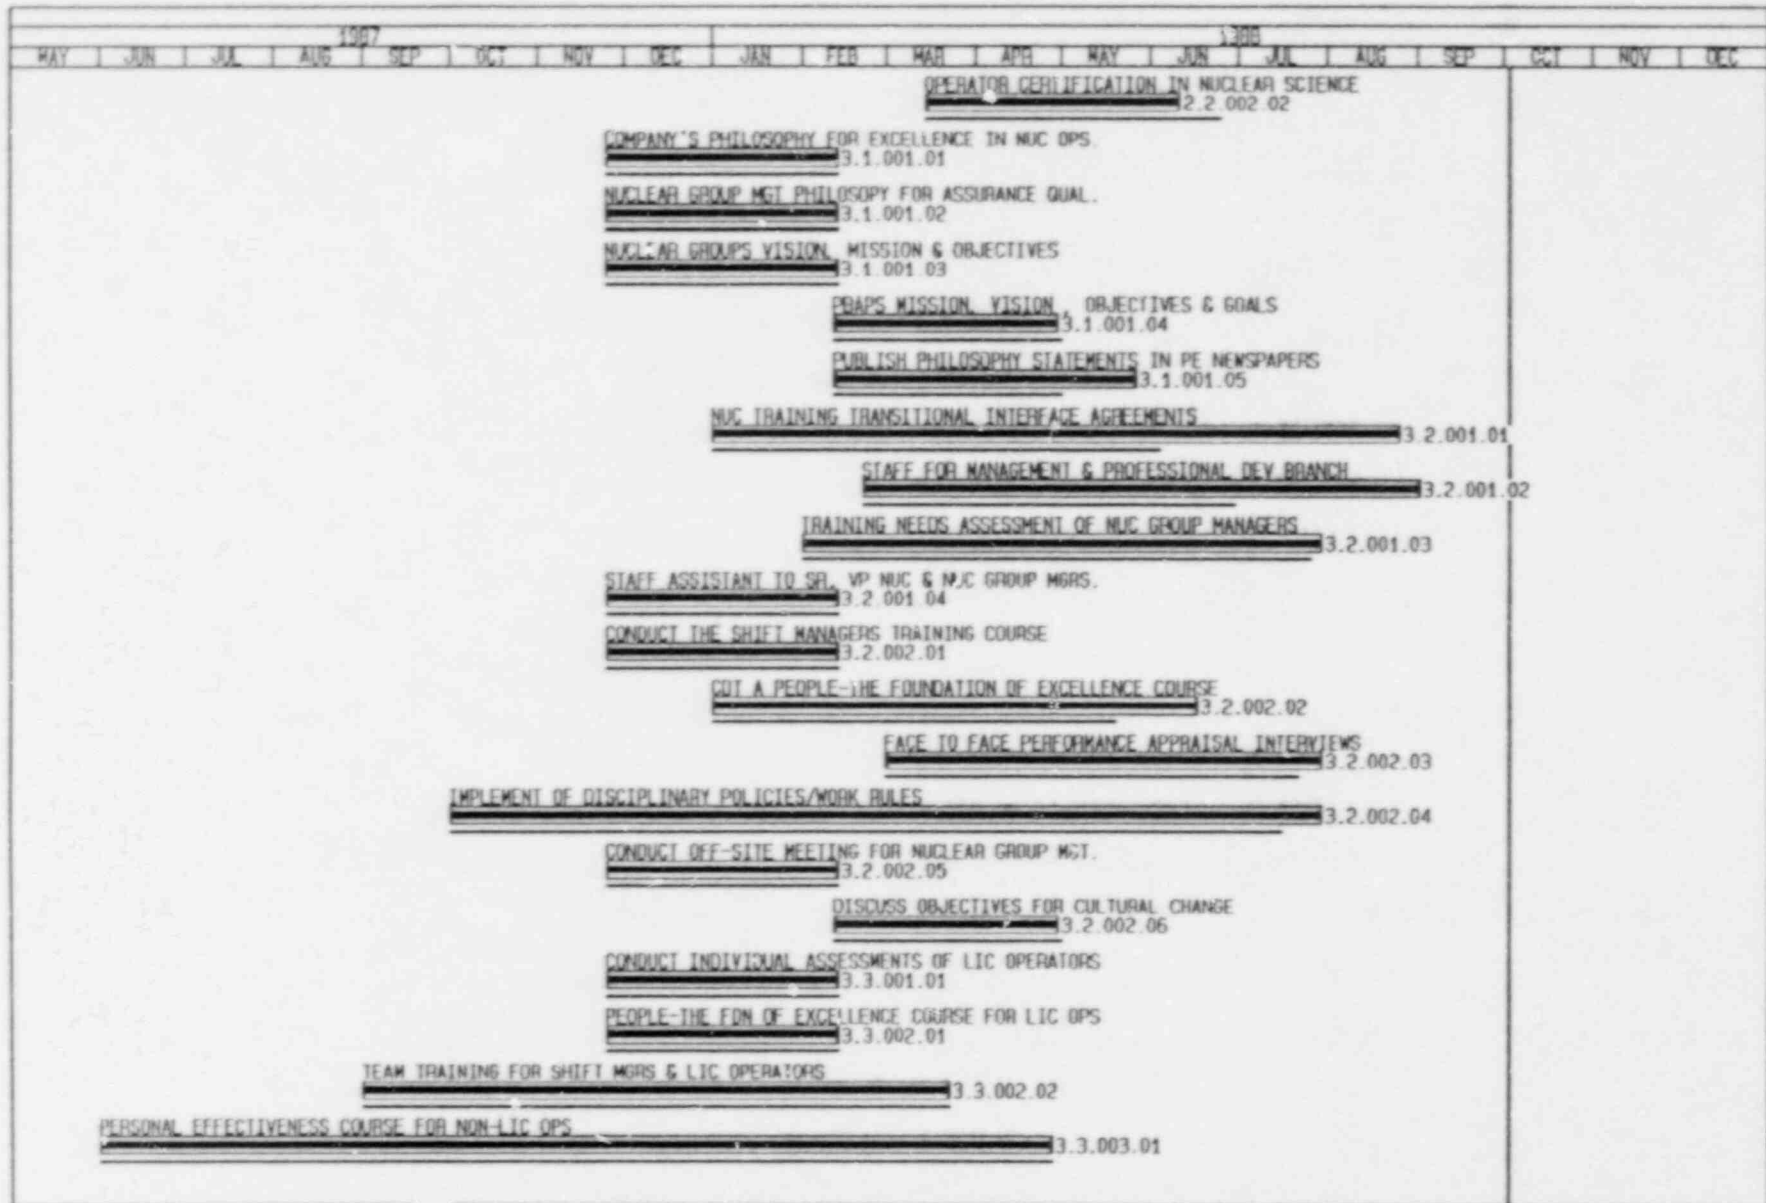 1987 1988
MAY JUN JUL AUG SEP OCT NOV DEC JAN FEB MAR APR MAY JUN JUL AUG SEP OCT NOV DEC
OPERATOR CERTIFICATION IN NUCLEAR SCIENCE
2.2.002.02
COMPANY'S PHILOSOPHY FOR EXCELLENCE IN NUC OPS.
3.1.001.01
NUCLEAR GROUP MGT PHILOSOPY FOR ASSURANCE QUAL.
3.1.001.02
NUCLEAR GROUPS VISION, MISSION & OBJECTIVES
3.1.001.03
PBAPS MISSION, VISION, OBJECTIVES & GOALS
3.1.001.04
PUBLISH PHILOSOPHY STATEMENTS IN PE NEWSPAPERS
3.1.001.05
NUC TRAINING TRANSITIONAL INTERFACE AGREEMENTS
3.2.001.01
STAFF FOR MANAGEMENT & PROFESSIONAL DEV BRANCH
3.2.001.02
TRAINING NEEDS ASSESSMENT OF NUC GROUP MANAGERS
3.2.001.03
STAFF ASSISTANT TO SR. VP NUC & NUC GROUP MGRS.
3.2.001.04
CONDUCT THE SHIFT MANAGERS TRAINING COURSE
3.2.002.01
CDT A PEOPLE-THE FOUNDATION OF EXCELLENCE COURSE
3.2.002.02
FACE TO FACE PERFORMANCE APPRAISAL INTERVIEWS
3.2.002.03
IMPLEMENT OF DISCIPLINARY POLICIES/WORK RULES
3.2.002.04
CONDUCT OFF-SITE MEETING FOR NUCLEAR GROUP MGT.
3.2.002.05
DISCUSS OBJECTIVES FOR CULTURAL CHANGE
3.2.002.06
CONDUCT INDIVIDUAL ASSESSMENTS OF LIC OPERATORS
3.3.001.01
PEOPLE-THE FDN OF EXCELLENCE COURSE FOR LIC OPS
3.3.002.01
TEAM TRAINING FOR SHIFT MGRS & LIC OPERATORS
3.3.002.02
PERSONAL EFFECTIVENESS COURSE FOR NON-LIC OPS
3.3.003.01